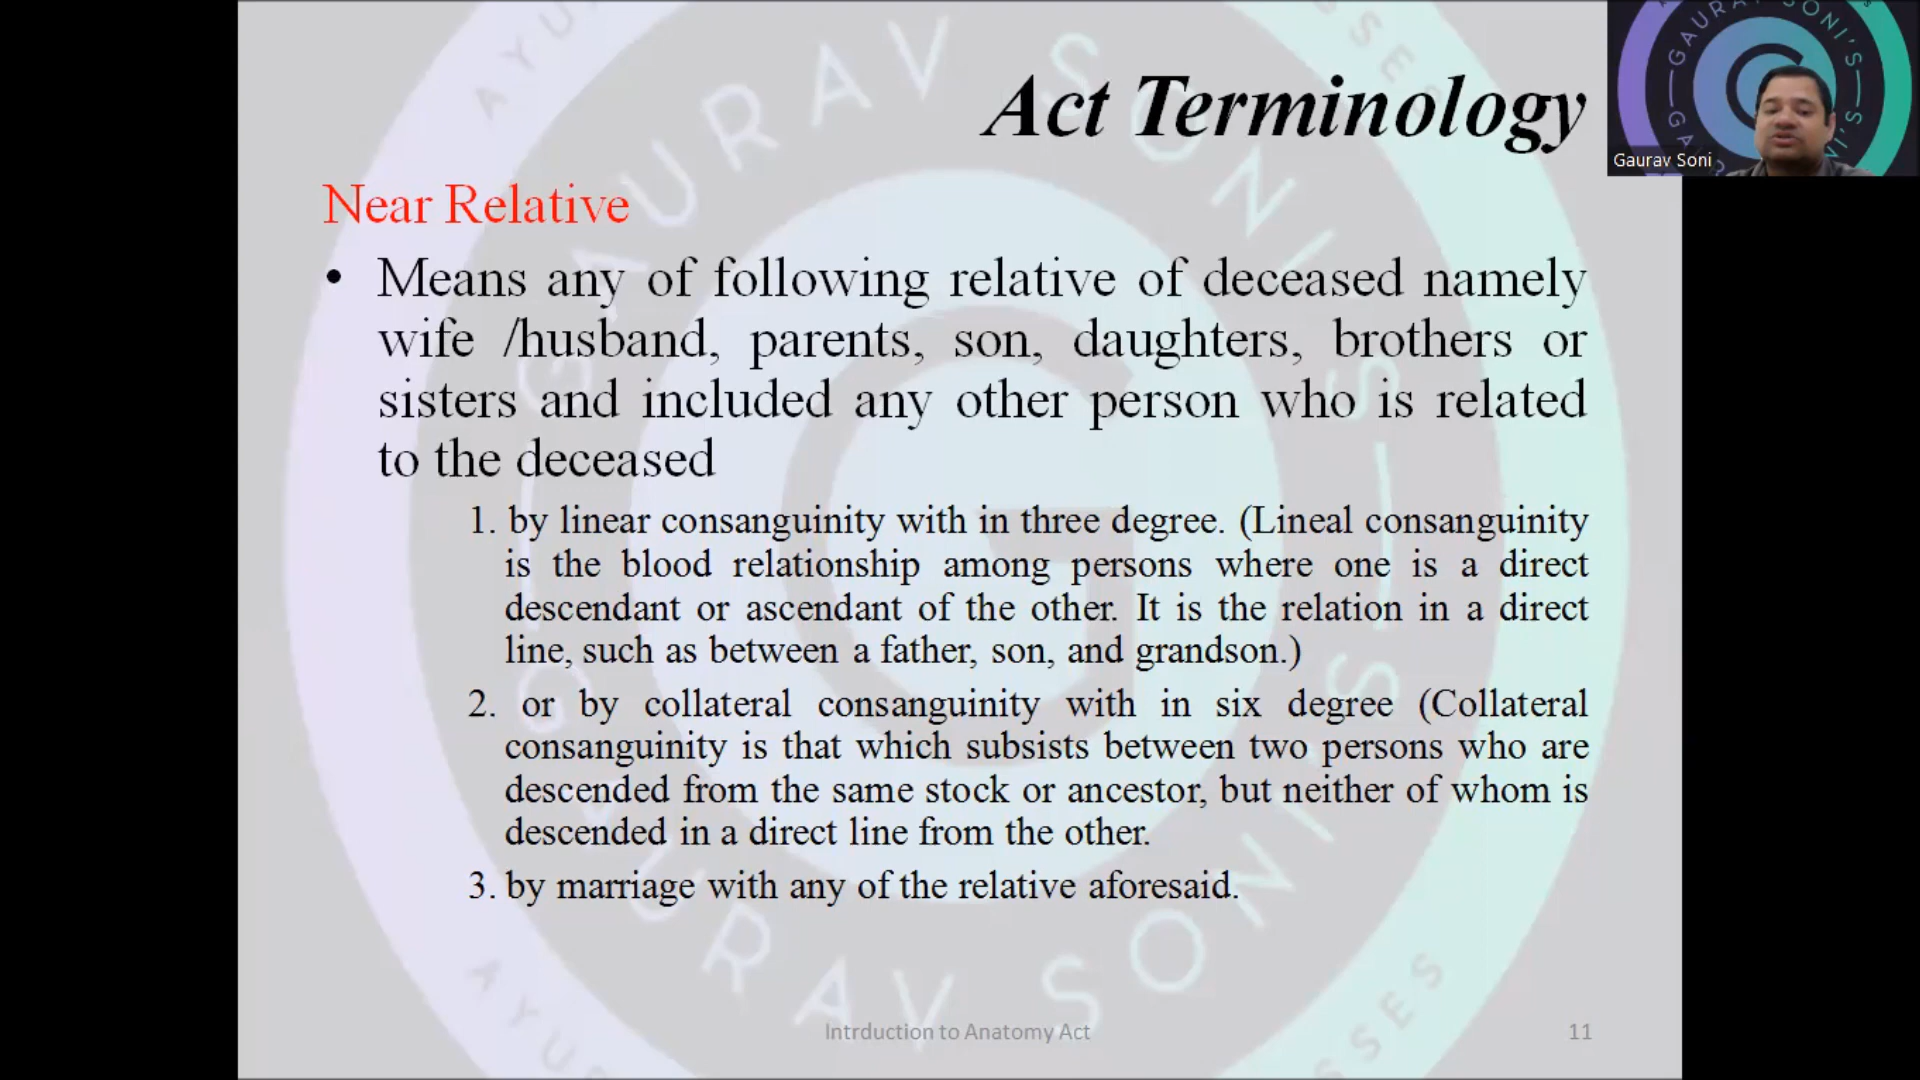 Act Terminology
Gaurav Soni
Near Relative
• Means any of following relative of deceased namely
wife /husband, parents, son, daughters, brothers or
sisters and included any other person who is related
to the deceased
1. by linear consanguinity with in three degree. (Lineal consanguinity
is the blood relationship among persons where one is a direct
descendant or ascendant of the other. It is the relation in a direct
line, such as between a father, son, and grandson.)
2. or by collateral consanguinity with in six degree (Collateral
consanguinity is that which subsists between two persons who are
descended from the same stock or ancestor, but neither of whom is
descended in a direct line from the other.
3. by marriage with any of the relative aforesaid.
Intrduction to Anatomy Act
11
GAURAV SONI'S
GAURAV SONI'S